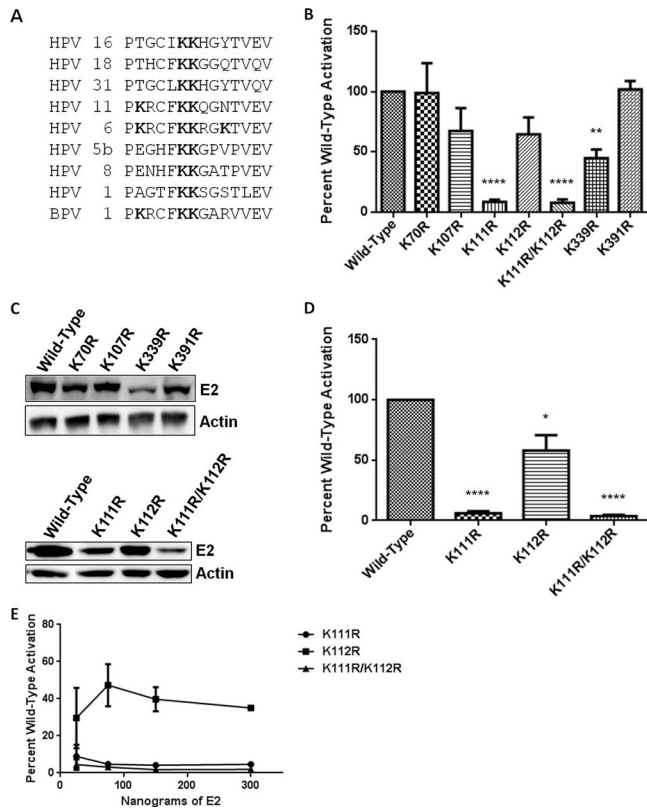 A
HPV 16 PTGCIKKHGYTVEV
HPV 18 PTHCFKKGGQTVQV
HPV 31 PTGCLKKHGYTVEV
HPV 11 PKRCFKKQGNTVEV
HPV 6 PKRCFKKRGKTVEV
HPV 5b PEGHFKKGPVPVEV
HPV 8 PENHFKKGATPVEV
HPV 1 PAGTFKKSGSTLEV
BPV 1 PKRCFKKGARVVEV
B
Percent Wild-Type Activation
150
100
50
0
****
****
**
Wild-Type
K70R
K107R
K111R
K112R
K111R/K112R
K339R
K391R
C
Wild-Type
K70R
K107R
K339R
K391R
E2
Actin
Wild-Type
K111R
K112R
K111R/K112R
E2
Actin
D
Percent Wild-Type Activation
150
100
50
0
****
*
****
Wild-Type
K111R
K112R
K111R/K112R
E
Percent Wild-Type Activation
80
60
40
20
0
0
100
200
300
Nanograms of E2
K111R
K112R
K111R/K112R